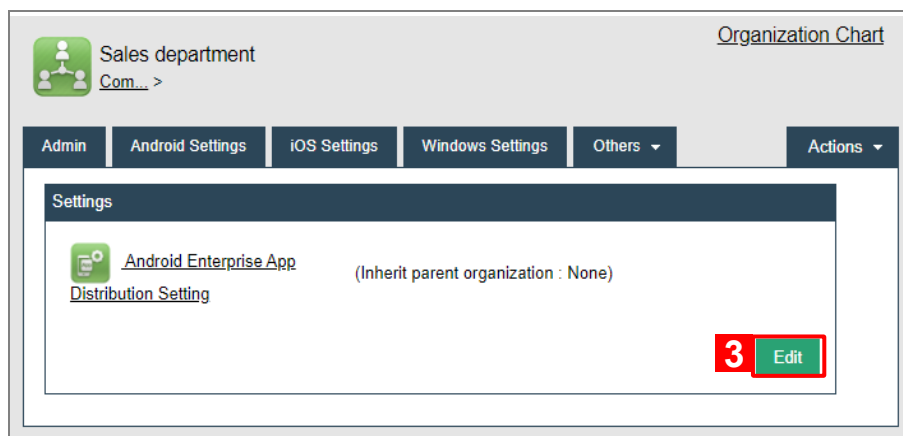 Organization Chart
Sales department
Com... >
Admin
Android Settings
iOS Settings
Windows Settings
Others
Actions
Settings
Android Enterprise App
Distribution Setting
(Inherit parent organization : None)
3
Edit